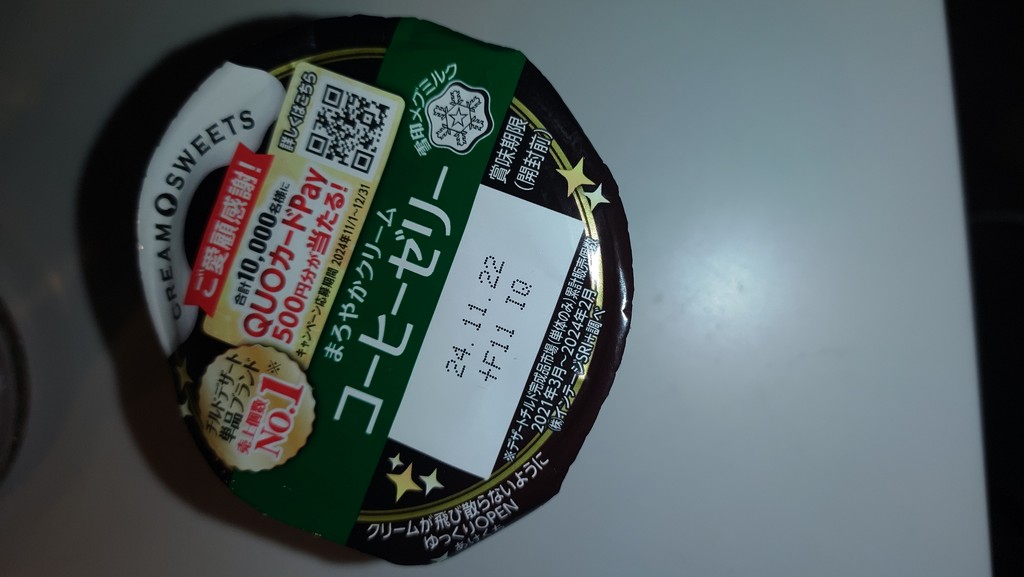 CREAM SWEETS
ご愛顧感謝!
詳しくはこちら
合計10,000名様に
QUOカードPay
500円分が当たる!
キャンペーン応募期間 2024年11/1~12/31
チルドデザート
単品ブランド※
売上個数
No.1
雪印メグミルク
まろやかクリーム
コーヒーゼリー
賞味期限
(開封前)
24.11.22
+F11 IQ
※デザートチルド完成品市場(単体のみ)累計販売個数
2021年3月~2024年2月
㈱インテージSRI+調べ
クリームが飛び散らないように
ゆっくりOPEN